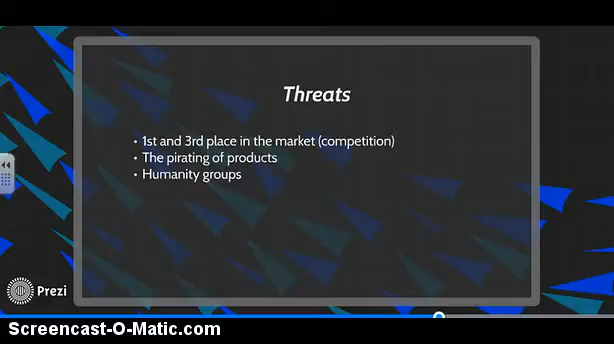 Threats
• 1st and 3rd place in the market (competition)
• The pirating of products
• Humanity groups
Prezi
Screencast-O-Matic.com